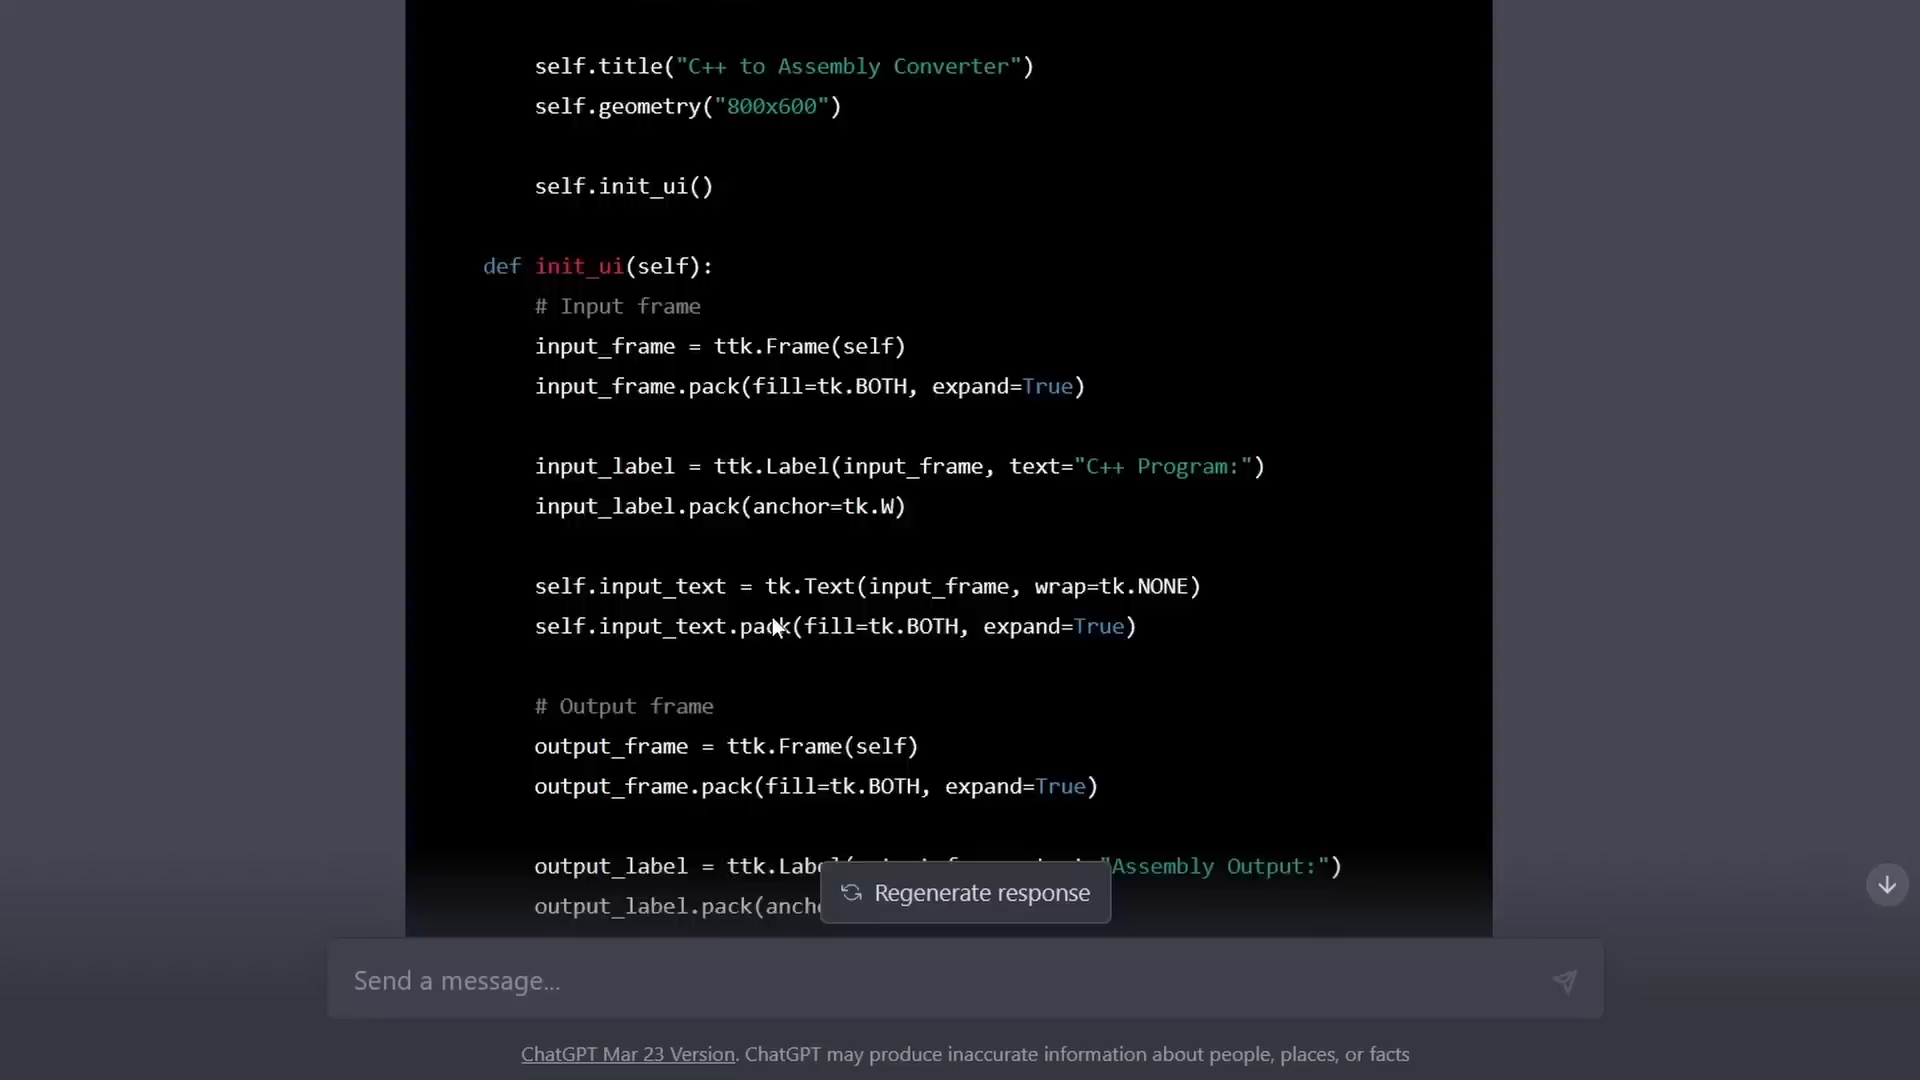 self.title("C++ to Assembly Converter")
self.geometry("800x600")
self.init_ui()
def init_ui(self):
# Input frame
input_frame = ttk.Frame(self)
input_frame.pack(fill=tk.BOTH, expand=True)
input_label = ttk.Label(input_frame, text="C++ Program:")
input_label.pack(anchor=tk.W)
self.input_text = tk.Text(input_frame, wrap=tk.NONE)
self.input_text.pack(fill=tk.BOTH, expand=True)
# Output frame
output_frame = ttk.Frame(self)
output_frame.pack(fill=tk.BOTH, expand=True)
output_label = ttk.Lab "Assembly Output:")
output_label.pack(anch
Regenerate response
Send a message...
ChatGPT Mar 23 Version. ChatGPT may produce inaccurate information about people, places, or facts